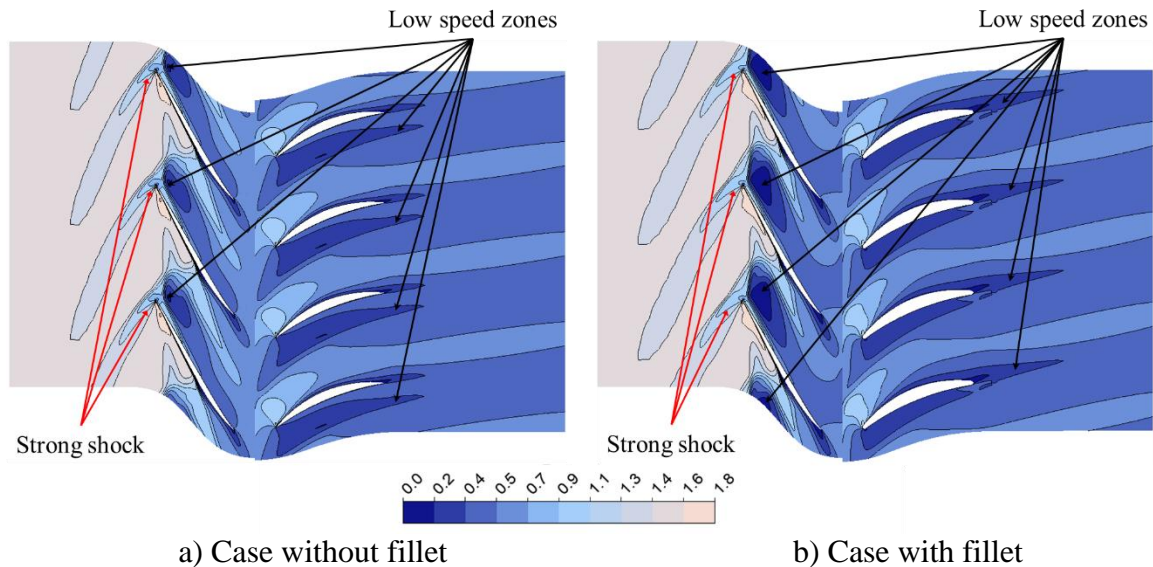 Low speed zones
Low speed zones
Strong shock
Strong shock
0.0 0.2 0.4 0.5 0.7 0.9 1.1 1.3 1.4 1.6 1.8
a) Case without fillet
b) Case with fillet